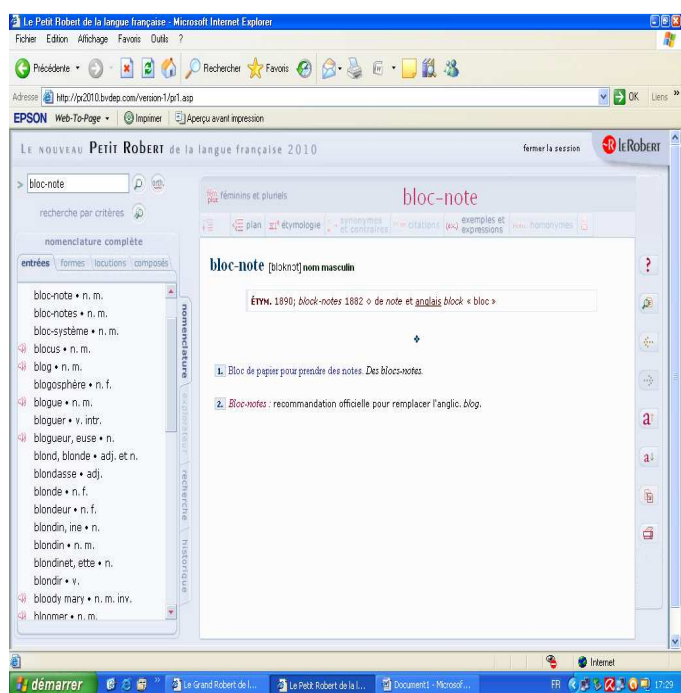 Le Petit Robert de la langue française - Microsoft Internet Explorer
Fichier Edition Affichage Favoris Outils ?
Précédente Rechercher Favoris
Adresse http://pr2010.bvdep.com/version-1/pr1.asp OK Liens »
EPSON Web-To-Page Imprimer Aperçu avant impression
LE NOUVEAU PETIT ROBERT de la langue française 2010 fermer la session LEROBERT
> bloc-note
recherche par critères
nomenclature complète
entrées formes locutions composés
bloc-note • n. m.
bloc-notes • n. m.
bloc-système • n. m.
blocus • n. m.
blog • n. m.
blogosphère • n. f.
blogue • n. m.
bloguer • v. intr.
blogueur, euse • n.
blond, blonde • adj. et n.
blondasse • adj.
blonde • n. f.
blondeur • n. f.
blondin, ine • n.
blondin • n. m.
blondinet, ette • n.
blondir • v.
bloody mary • n. m. inv.
bloomer • n. m.
nomenclature
explorateur
recherche
historique
féminins et pluriels bloc-note
plan étymologie synonymes et contraires citations exemples et expressions homonymes
bloc-note [blɔknɔt] nom masculin
ÉTYM. 1890; block-notes 1882 ◊ de note et anglais block « bloc »
1. Bloc de papier pour prendre des notes. Des blocs-notes.
2. Bloc-notes : recommandation officielle pour remplacer l'anglic. blog.
?
a
a
Internet
démarrer » Le Grand Robert de l... Le Petit Robert de la l... Document1 - Microsof... FR 17:29